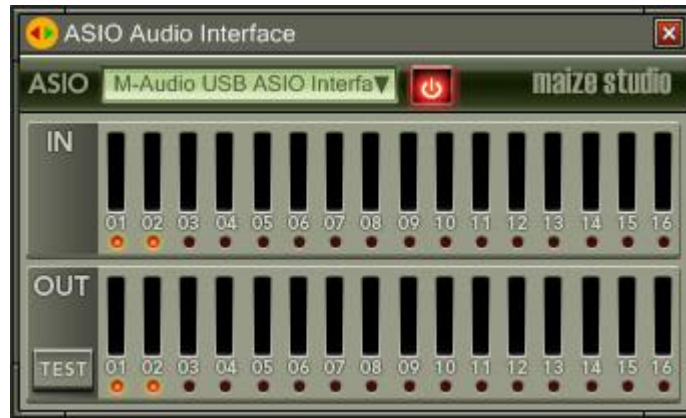 ASIO Audio Interface
ASIO M-Audio USB ASIO Interfa maize studio
IN
01 02 03 04 05 06 07 08 09 10 11 12 13 14 15 16
OUT
TEST 01 02 03 04 05 06 07 08 09 10 11 12 13 14 15 16